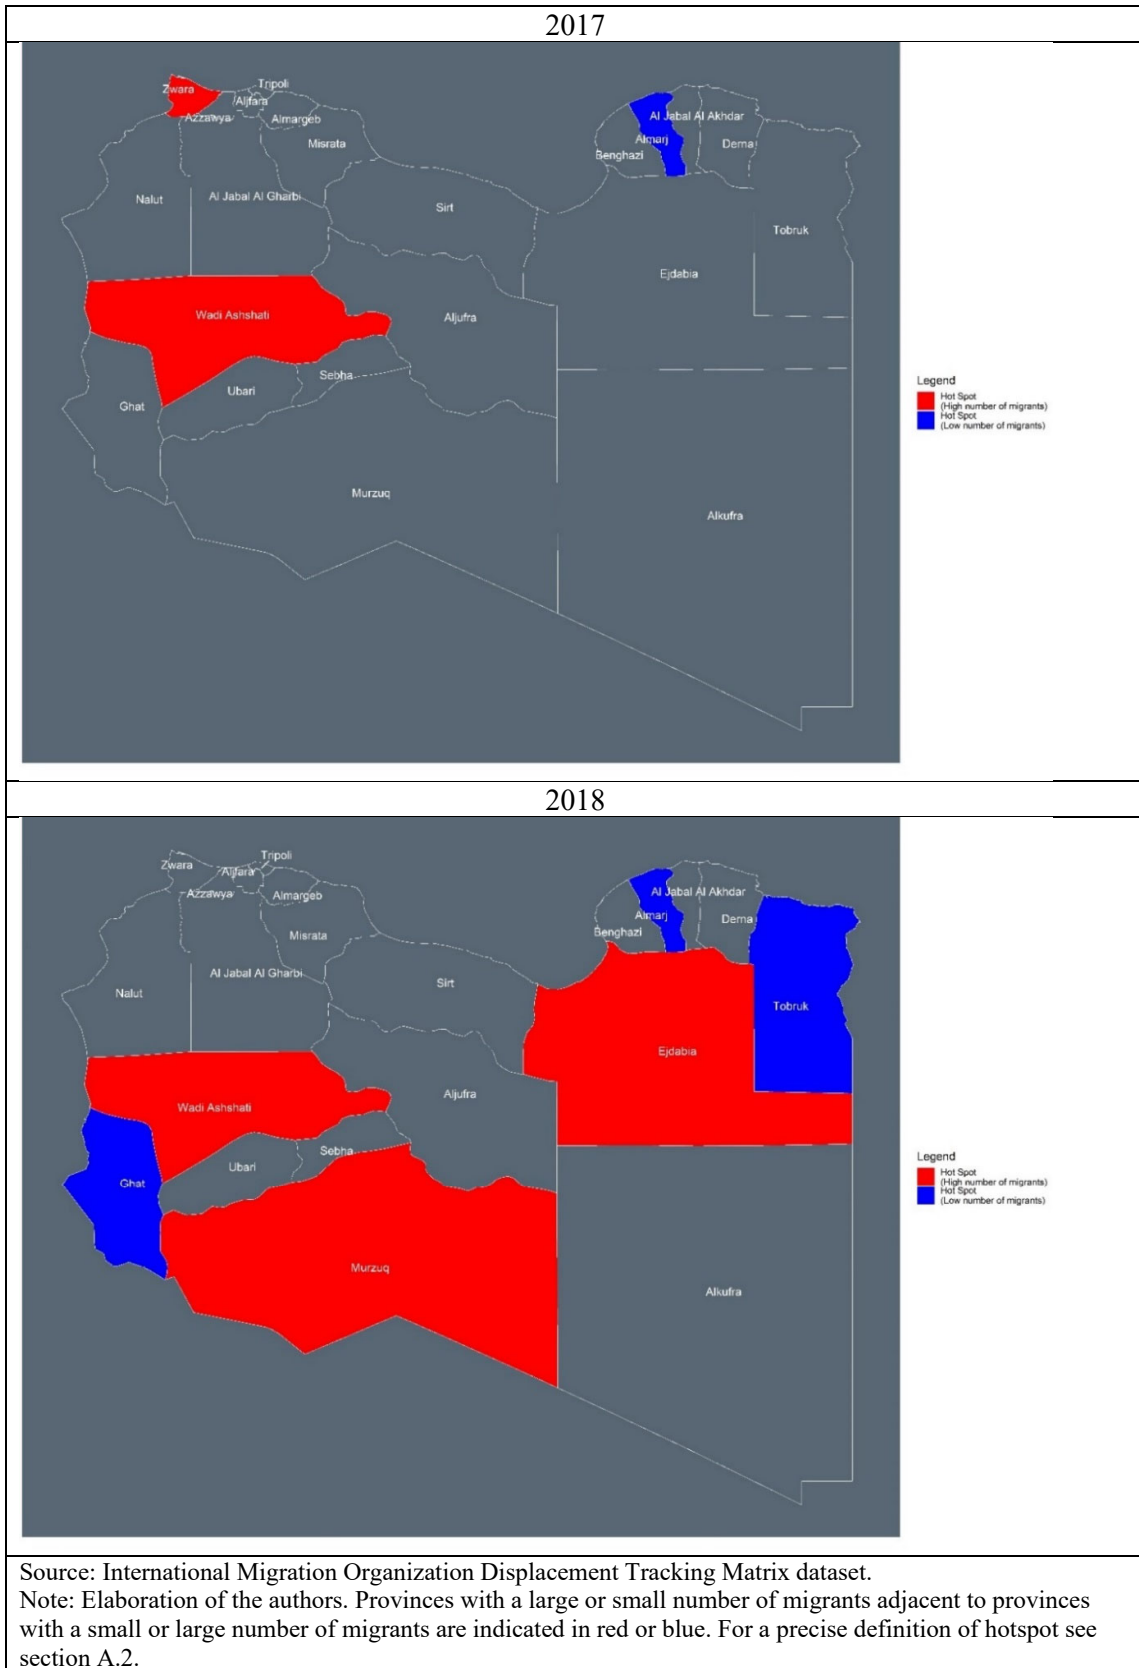 2017
Tripoli
Zwara
Aljfara
Azzawya
Almargeb
Misrata
Al Jabal Al Akhdar
Almarj
Derna
Benghazi
Nalut
Al Jabal Al Gharbi
Sirt
Tobruk
Ejdabia
Wadi Ashshati
Aljufra
Sebha
Ubari
Ghat
Murzuq
Alkufra
Legend
Hot Spot
(High number of migrants)
Hot Spot
(Low number of migrants)
2018
Tripoli
Zwara
Aljfara
Azzawya
Almargeb
Misrata
Al Jabal Al Akhdar
Almarj
Derna
Benghazi
Al Jabal Al Gharbi
Nalut
Sirt
Tobruk
Ejdabia
Aljufra
Wadi Ashshati
Sebha
Ubari
Ghat
Murzuq
Alkufra
Legend
Hot Spot
(High number of migrants)
Hot Spot
(Low number of migrants)
Source: International Migration Organization Displacement Tracking Matrix dataset.
Note: Elaboration of the authors. Provinces with a large or small number of migrants adjacent to provinces
with a small or large number of migrants are indicated in red or blue. For a precise definition of hotspot see
section A.2.